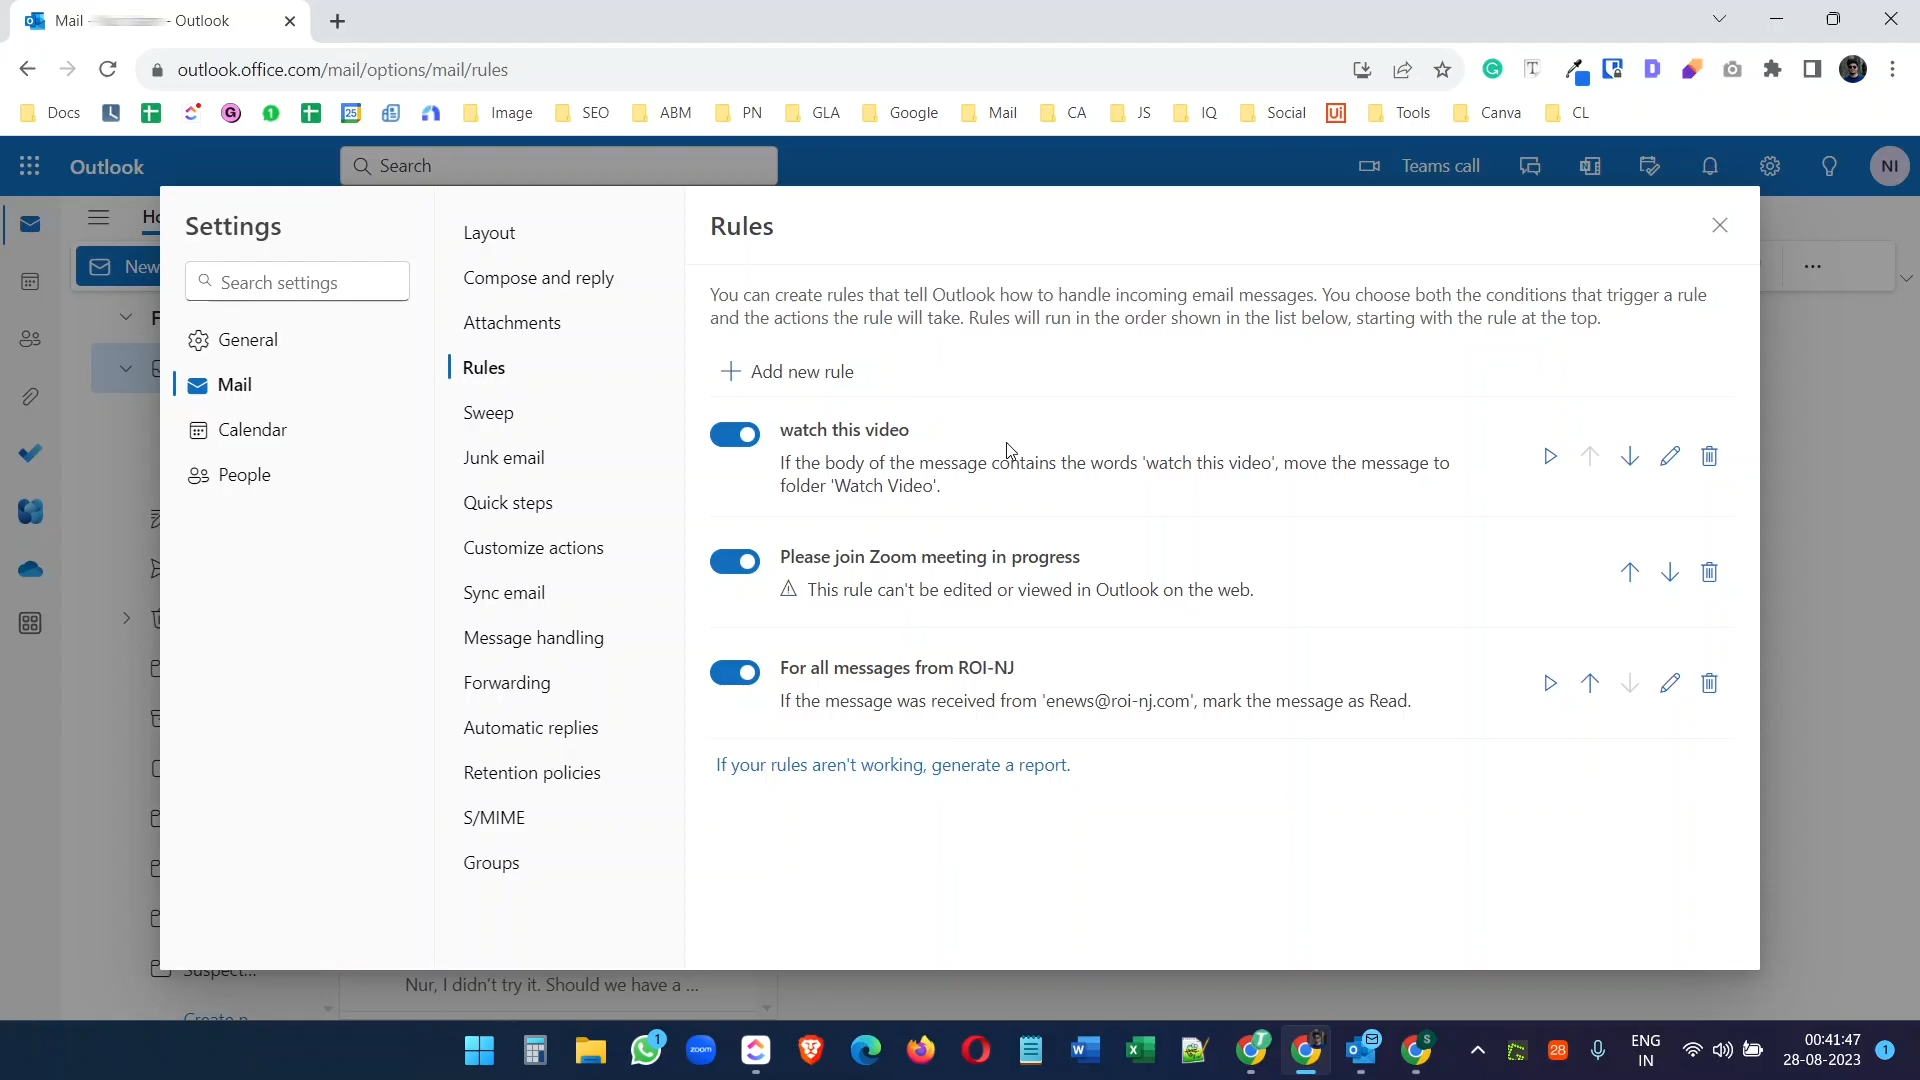 Mail - - Outlook
outlook.office.com/mail/options/mail/rules
Docs 25 Image SEO ABM PN GLA Google Mail CA JS IQ Social Ui Tools Canva CL
Outlook
Search
Teams call
NI
New
Settings
Search settings
General
Mail
Calendar
People
Layout
Compose and reply
Attachments
Rules
Sweep
Junk email
Quick steps
Customize actions
Sync email
Message handling
Forwarding
Automatic replies
Retention policies
S/MIME
Groups
Rules
You can create rules that tell Outlook how to handle incoming email messages. You choose both the conditions that trigger a rule
and the actions the rule will take. Rules will run in the order shown in the list below, starting with the rule at the top.
Add new rule
watch this video
If the body of the message contains the words 'watch this video', move the message to
folder 'Watch Video'.
Please join Zoom meeting in progress
This rule can't be edited or viewed in Outlook on the web.
For all messages from ROI-NJ
If the message was received from 'enews@roi-nj.com', mark the message as Read.
If your rules aren't working, generate a report.
Nur, I didn't try it. Should we have a ...
zoom
28
ENG
IN
00:41:47
28-08-2023
1